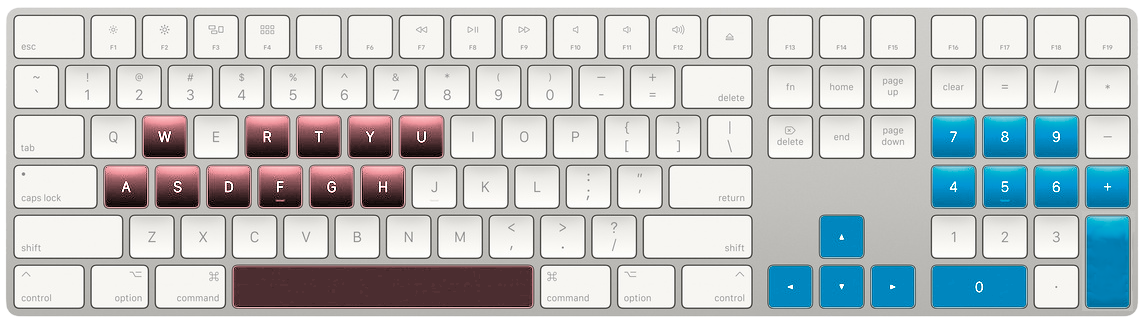 esc F1 F2 F3 F4 F5 F6 F7 F8 F9 F10 F11 F12 F13 F14 F15 F16 F17 F18 F19
~ ! @ # $ % ^ & * ( ) — +
` 1 2 3 4 5 6 7 8 9 0 - = delete fn home page up clear = / *
tab Q W E R T Y U I O P { [ } ] | \ delete end page down 7 8 9 –
caps lock A S D F G H J K L : ; " ' return 4 5 6 +
shift Z X C V B N M < , > . ? / shift 1 2 3
control option command command option control 0 .